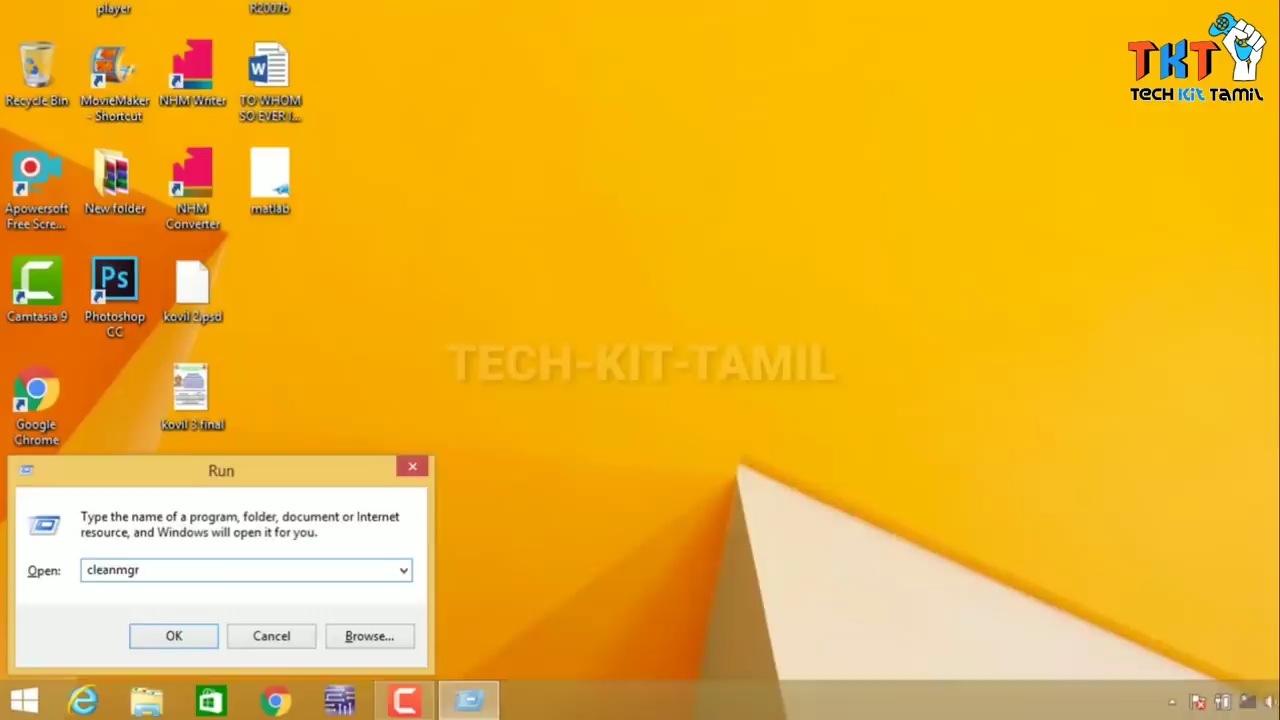 player
R2007b
Recycle Bin
MovieMaker
- Shortcut
NHM Writer
TO WHOM
SO EVER I...
Apowersoft
Free Scre...
New folder
NHM
Converter
matlab
Camtasia 9
Ps
Photoshop
CC
kovil 2.psd
Google
Chrome
kovil 3 final
TKT
TECH KIT TAMIL
TECH-KIT-TAMIL
Run
Type the name of a program, folder, document or Internet
resource, and Windows will open it for you.
Open:
cleanmgr
OK
Cancel
Browse...